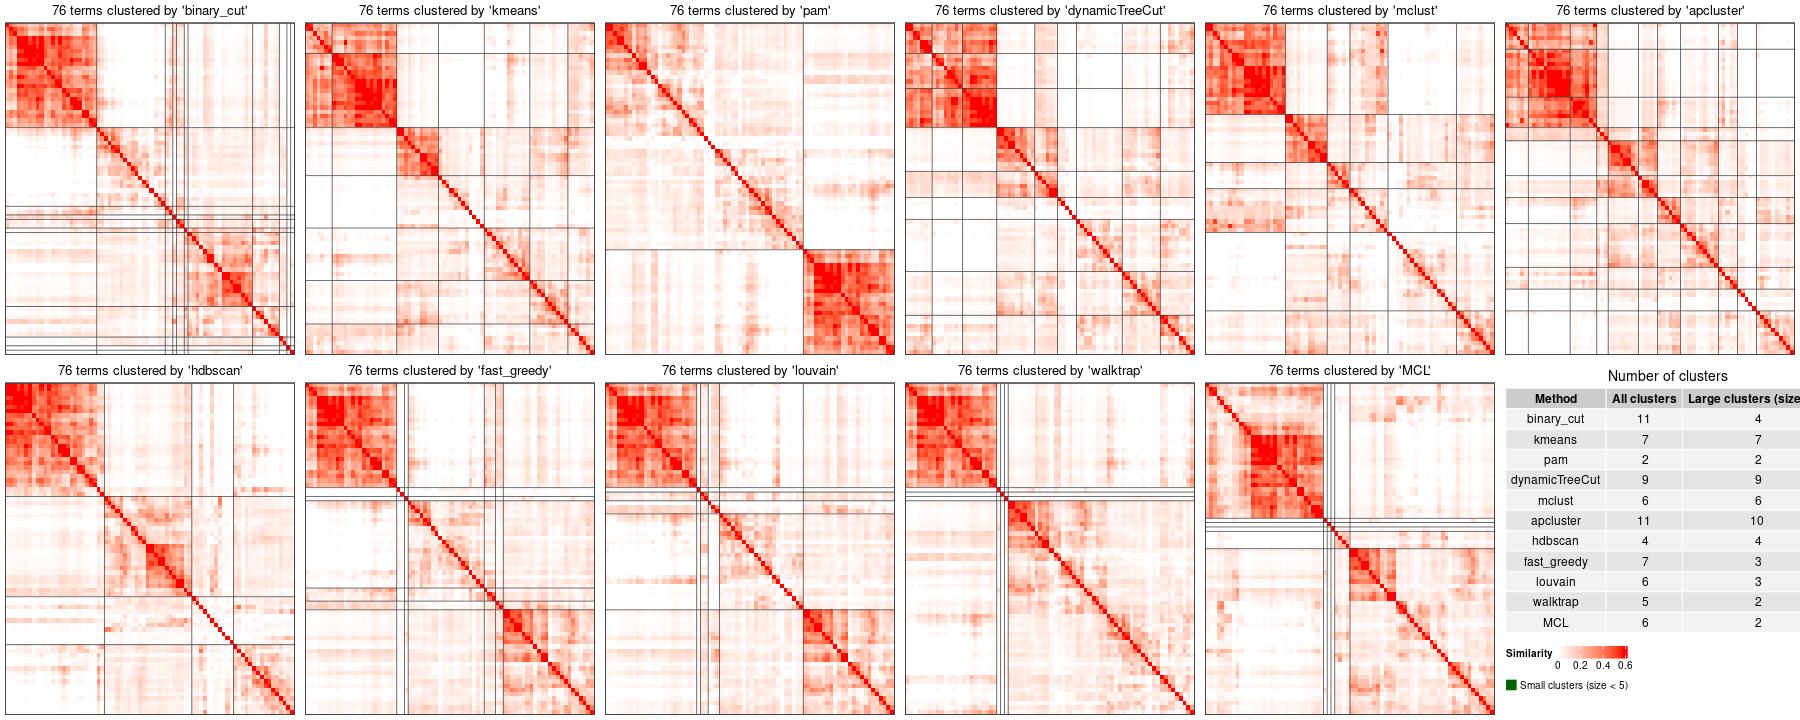 76 terms clustered by 'binary_cut'
76 terms clustered by 'kmeans'
76 terms clustered by 'pam'
76 terms clustered by 'dynamicTreeCut'
76 terms clustered by 'mclust'
76 terms clustered by 'apcluster'
76 terms clustered by 'hdbscan'
76 terms clustered by 'fast_greedy'
76 terms clustered by 'louvain'
76 terms clustered by 'walktrap'
76 terms clustered by 'MCL'
Number of clusters
Method All clusters Large clusters (size
binary_cut 11 4
kmeans 7 7
pam 2 2
dynamicTreeCut 9 9
mclust 6 6
apcluster 11 10
hdbscan 4 4
fast_greedy 7 3
louvain 6 3
walktrap 5 2
MCL 6 2
Similarity
0 0.2 0.4 0.6
Small clusters (size < 5)